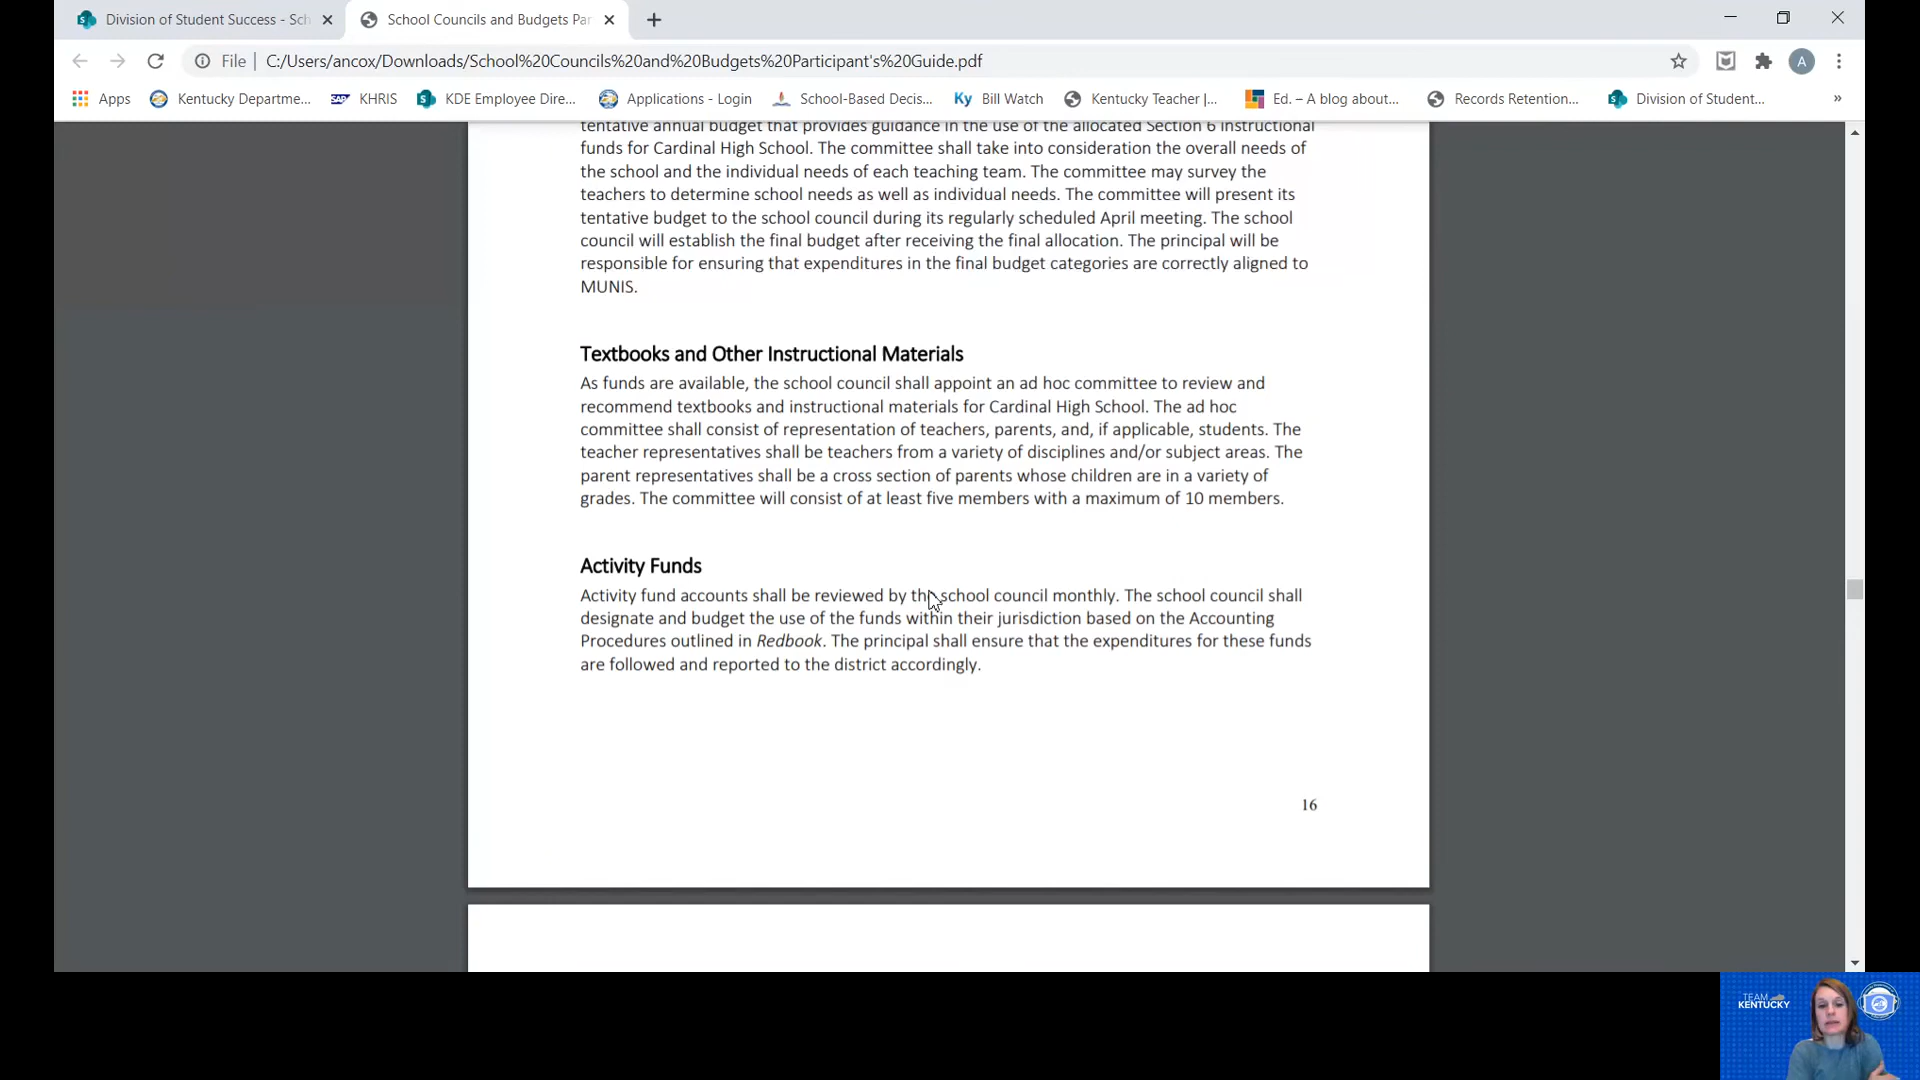 Division of Student Success - Sch
School Councils and Budgets Par
File
C:/Users/ancox/Downloads/School%20Councils%20and%20Budgets%20Participant's%20Guide.pdf
A
Apps
Kentucky Departme...
SAP KHRIS
KDE Employee Dire...
Applications - Login
School-Based Decis...
Ky Bill Watch
Kentucky Teacher |...
Ed. – A blog about...
Records Retention...
Division of Student...
»
tentative annual budget that provides guidance in the use of the allocated Section 6 instructional
funds for Cardinal High School. The committee shall take into consideration the overall needs of
the school and the individual needs of each teaching team. The committee may survey the
teachers to determine school needs as well as individual needs. The committee will present its
tentative budget to the school council during its regularly scheduled April meeting. The school
council will establish the final budget after receiving the final allocation. The principal will be
responsible for ensuring that expenditures in the final budget categories are correctly aligned to
MUNIS.
Textbooks and Other Instructional Materials
As funds are available, the school council shall appoint an ad hoc committee to review and
recommend textbooks and instructional materials for Cardinal High School. The ad hoc
committee shall consist of representation of teachers, parents, and, if applicable, students. The
teacher representatives shall be teachers from a variety of disciplines and/or subject areas. The
parent representatives shall be a cross section of parents whose children are in a variety of
grades. The committee will consist of at least five members with a maximum of 10 members.
Activity Funds
Activity fund accounts shall be reviewed by the school council monthly. The school council shall
designate and budget the use of the funds within their jurisdiction based on the Accounting
Procedures outlined in Redbook. The principal shall ensure that the expenditures for these funds
are followed and reported to the district accordingly.
16
TEAM
KENTUCKY